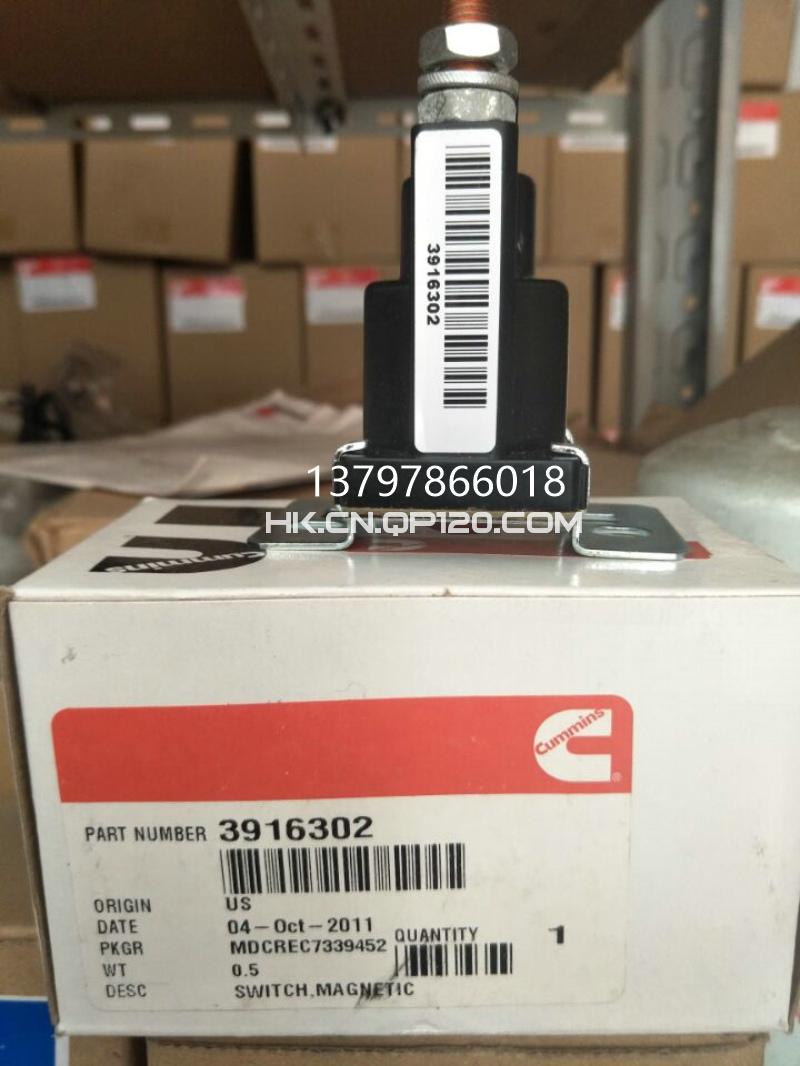 3916302
13797866018
HK.CN.QP120.COM
Cummins
Cummins
PART NUMBER 3916302
ORIGIN US
DATE 04-Oct-2011
PKGR MDCREC7339452
QUANTITY 1
WT 0.5
DESC SWITCH,MAGNETIC